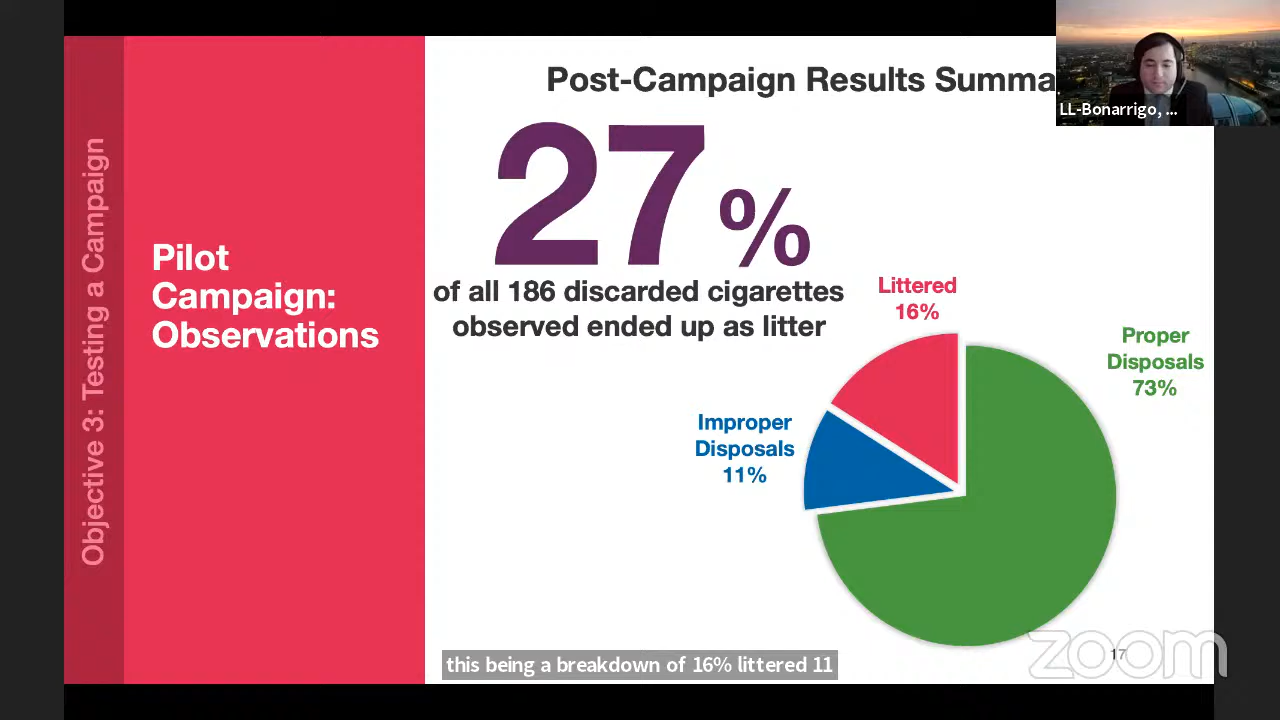 Objective 3: Testing a Campaign
Pilot
Campaign:
Observations
Post-Campaign Results Summa
27%
of all 186 discarded cigarettes
observed ended up as litter
Littered
16%
Proper
Disposals
73%
Improper
Disposals
11%
this being a breakdown of 16% littered 11
17
zoom
LL-Bonarrigo, ...